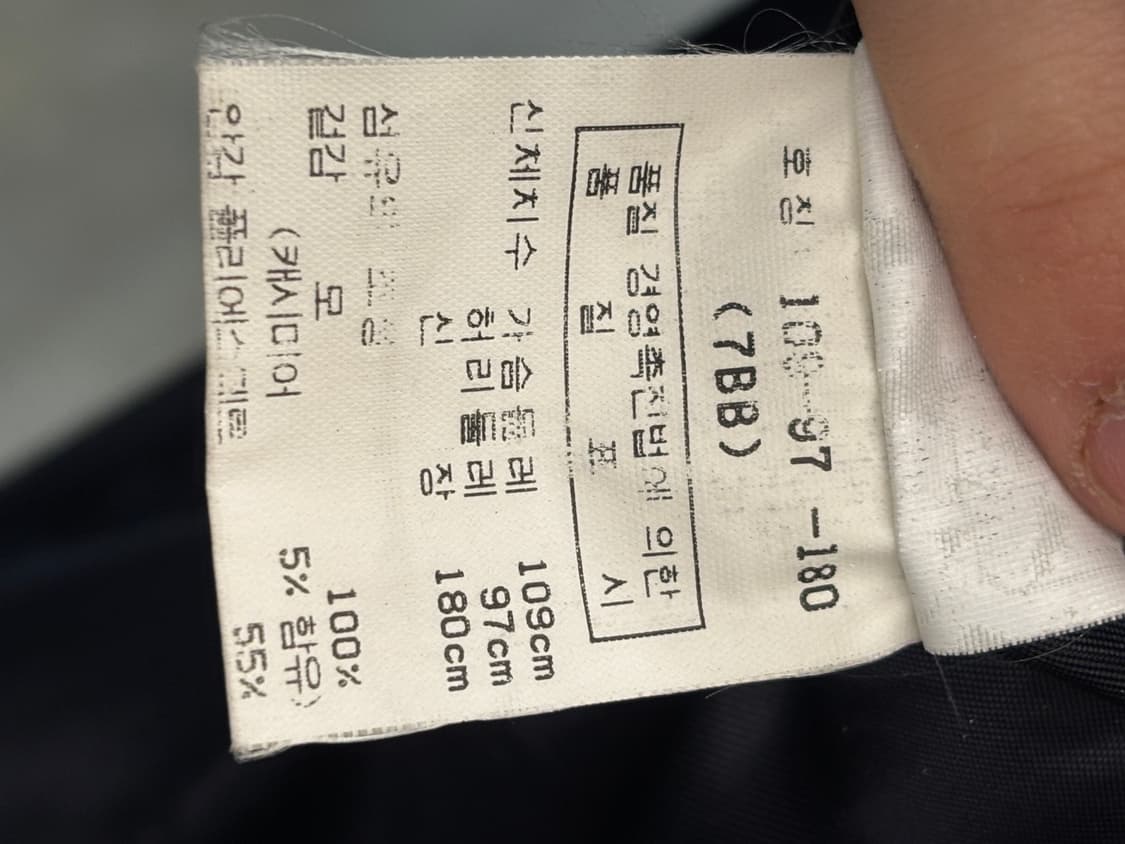 호칭 : 109-97-180
(7BB)
품질 경영촉진법에 의한
품 질 표 시
신체치수 가슴둘레 109cm
허리둘레 97cm
신 장 180cm
섬유의 조성
겉감 모 100%
(캐시미어 5% 함유)
안감 폴리에스테르 55%